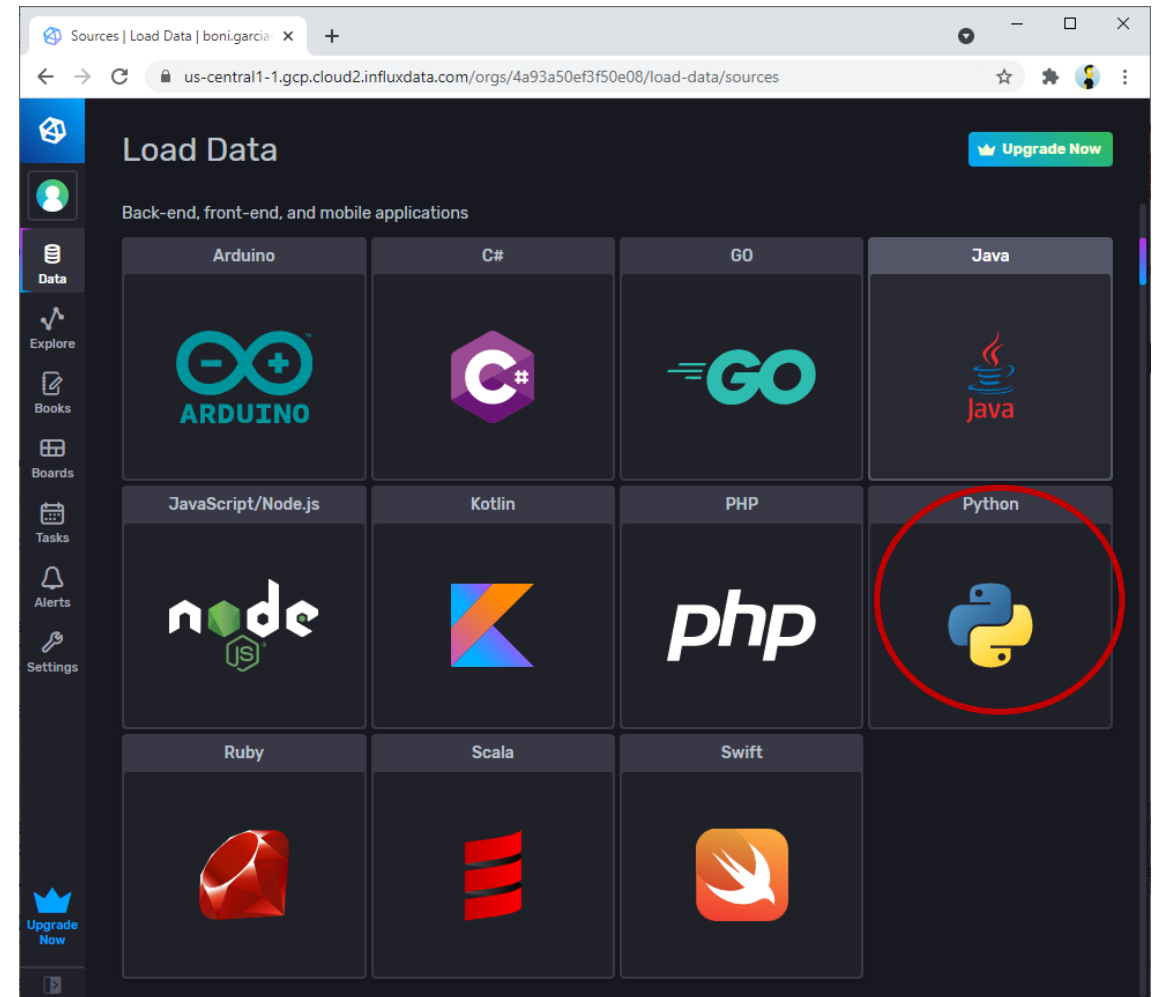 Sources | Load Data | boni.garcia
us-central1-1.gcp.cloud2.influxdata.com/orgs/4a93a50ef3f50e08/load-data/sources
Load Data
Upgrade Now
Back-end, front-end, and mobile applications
Data
Explore
Books
Boards
Tasks
Alerts
Settings
Upgrade
Now
Arduino
C#
GO
Java
ARDUINO
C#
GO
Java
JavaScript/Node.js
Kotlin
PHP
Python
node
JS
php
Ruby
Scala
Swift